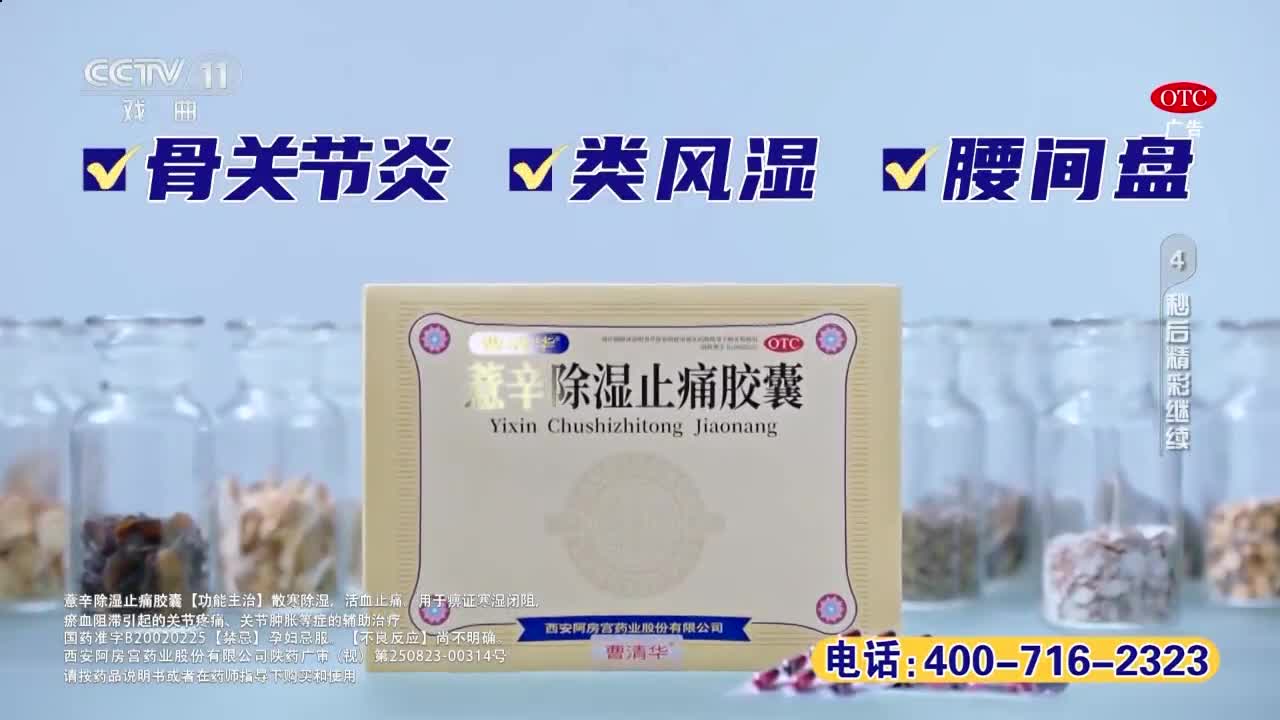 CCTV 11
戏曲
OTC
广告
骨关节炎 类风湿 腰间盘
4
秒后精彩继续
曹清华
OTC
薏辛除湿止痛胶囊
Yixin Chushizhitong Jiaonang
西安阿房宫药业股份有限公司
曹清华
薏辛除湿止痛胶囊【功能主治】散寒除湿,活血止痛。用于痹证寒湿闭阻,
瘀血阻滞引起的关节疼痛、关节肿胀等症的辅助治疗
国药准字B20020225【禁忌】孕妇忌服。【不良反应】尚不明确。
西安阿房宫药业股份有限公司陕药广审(视)第250823-00314号
请按药品说明书或者在药师指导下购买和使用
电话:400-716-2323